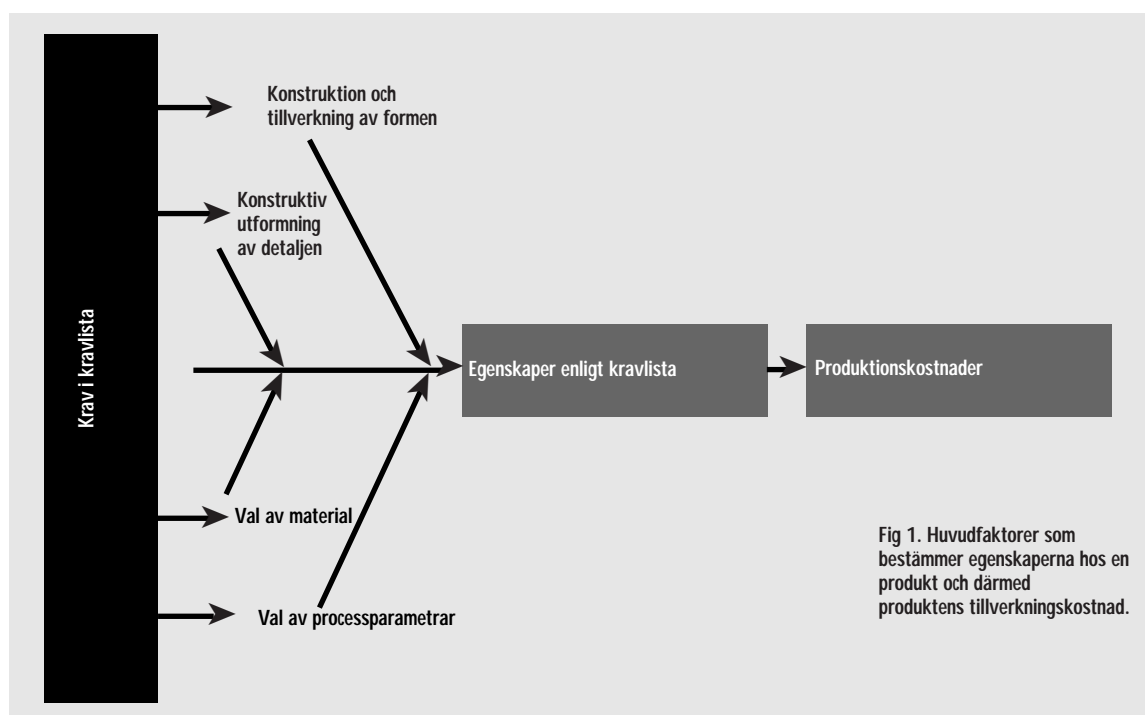 Krav i kravlista
Konstruktion och
tillverkning av formen
Konstruktiv
utformning
av detaljen
Egenskaper enligt kravlista
Produktionskostnader
Val av material
Val av processparametrar
Fig 1. Huvudfaktorer som
bestämmer egenskaperna hos en
produkt och därmed
produktens tillverkningskostnad.